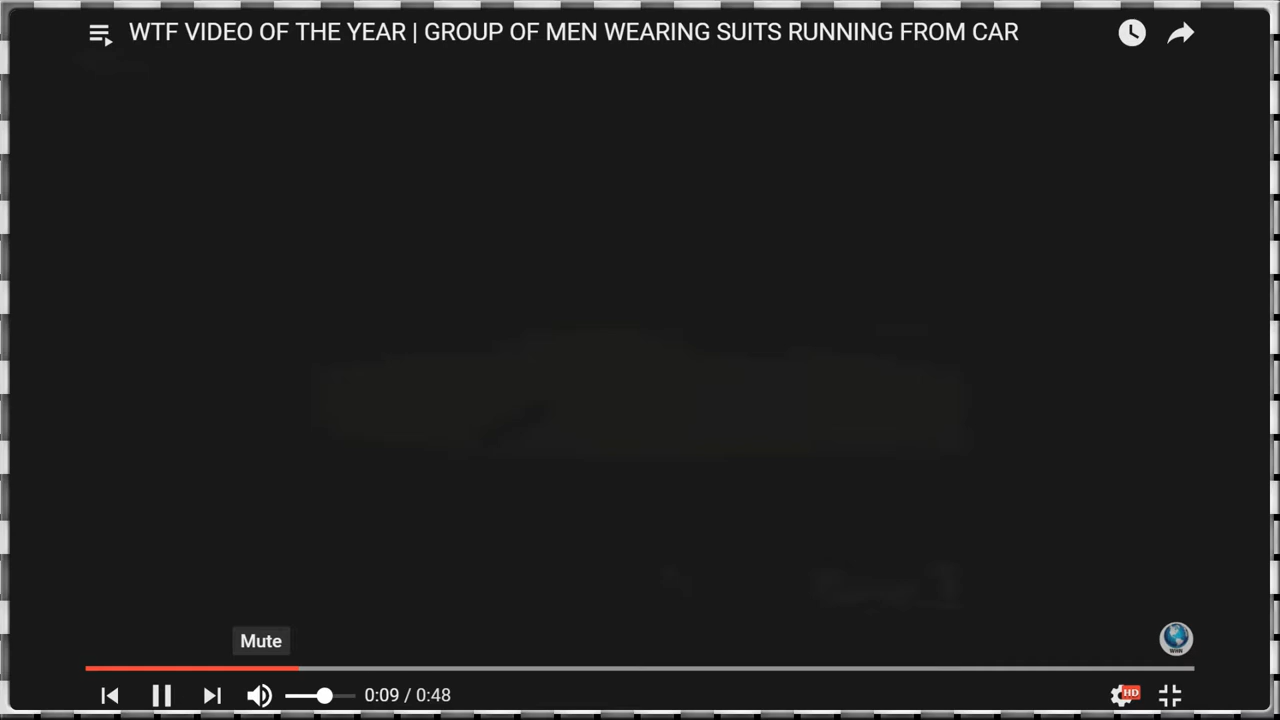 WTF VIDEO OF THE YEAR | GROUP OF MEN WEARING SUITS RUNNING FROM CAR
WHN
Mute
0:09 / 0:48
HD